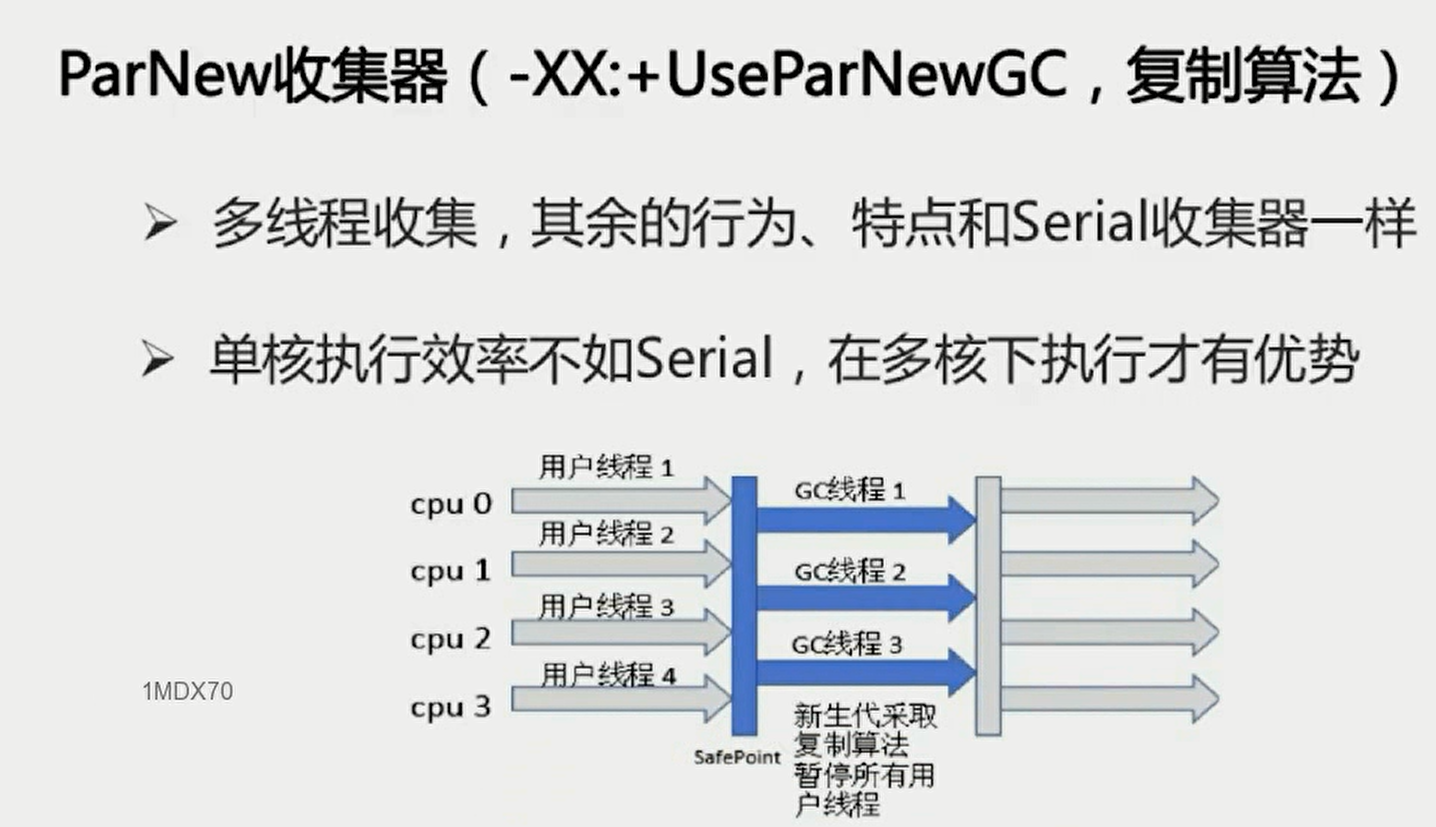 ParNew收集器（-XX:+UseParNewGC，复制算法）
多线程收集，其余的行为、特点和Serial收集器一样
单核执行效率不如Serial，在多核下执行才有优势
用户线程 1
cpu 0
GC线程 1
用户线程 2
cpu 1
GC线程 2
用户线程 3
cpu 2
GC线程 3
用户线程 4
cpu 3
1MDX70
SafePoint
新生代采取
复制算法
暂停所有用
户线程